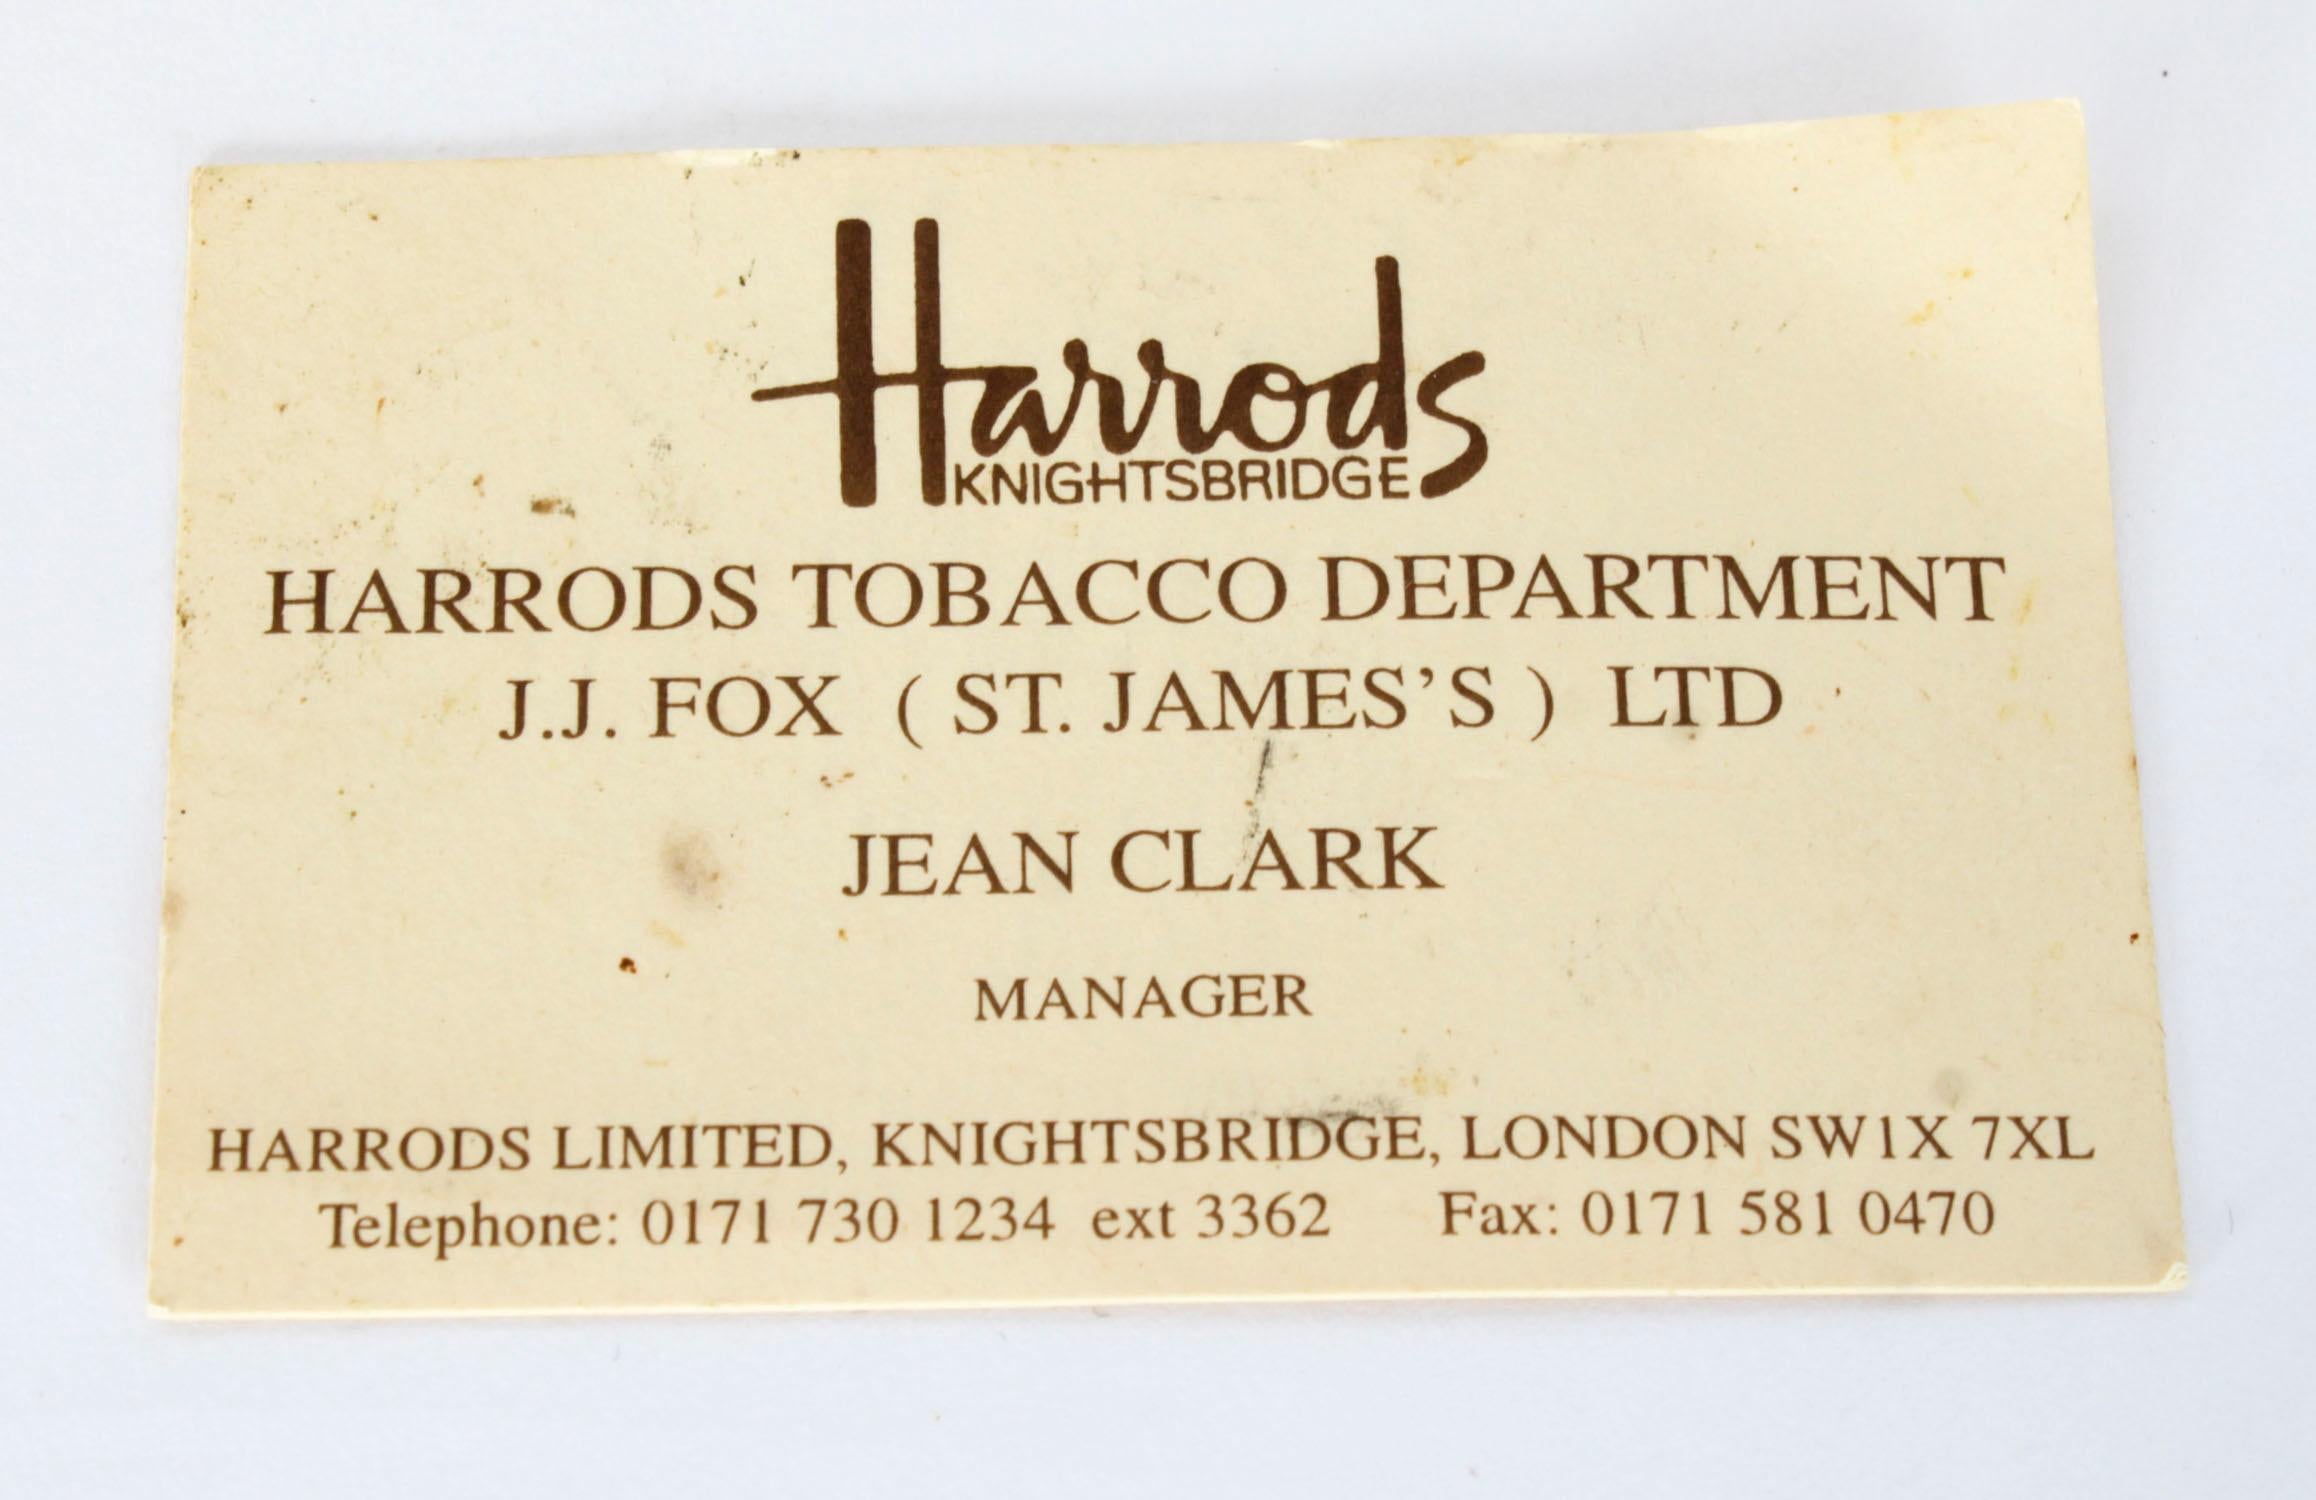 Harrods
KNIGHTSBRIDGE
HARRODS TOBACCO DEPARTMENT
J.J. FOX ( ST. JAMES'S ) LTD
JEAN CLARK
MANAGER
HARRODS LIMITED, KNIGHTSBRIDGE, LONDON SW1X 7XL
Telephone: 0171 730 1234 ext 3362 Fax: 0171 581 0470